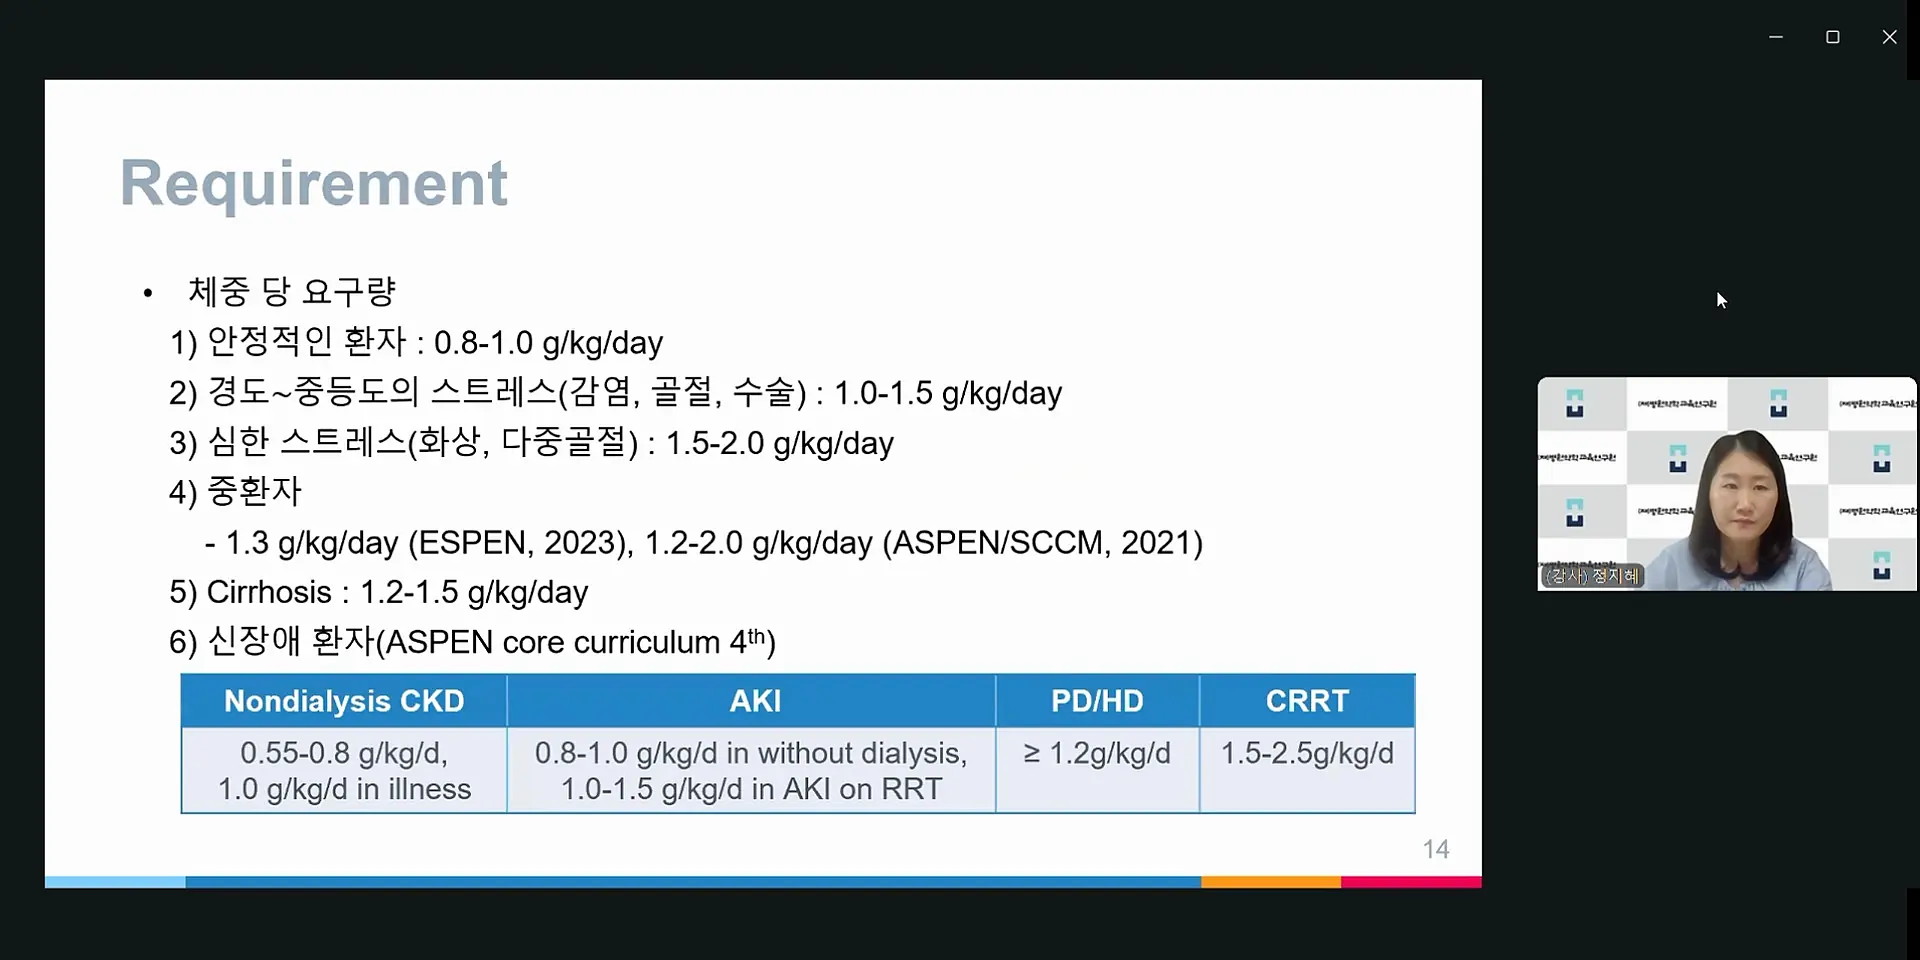 Requirement
• 체중 당 요구량
1) 안정적인 환자 : 0.8-1.0 g/kg/day
2) 경도~중등도의 스트레스(감염, 골절, 수술) : 1.0-1.5 g/kg/day
3) 심한 스트레스(화상, 다중골절) : 1.5-2.0 g/kg/day
4) 중환자
- 1.3 g/kg/day (ESPEN, 2023), 1.2-2.0 g/kg/day (ASPEN/SCCM, 2021)
5) Cirrhosis : 1.2-1.5 g/kg/day
6) 신장애 환자(ASPEN core curriculum 4th)
Nondialysis CKD AKI PD/HD CRRT
0.55-0.8 g/kg/d, 0.8-1.0 g/kg/d in without dialysis, ≥ 1.2g/kg/d 1.5-2.5g/kg/d
1.0 g/kg/d in illness 1.0-1.5 g/kg/d in AKI on RRT
14
(강사) 정지혜